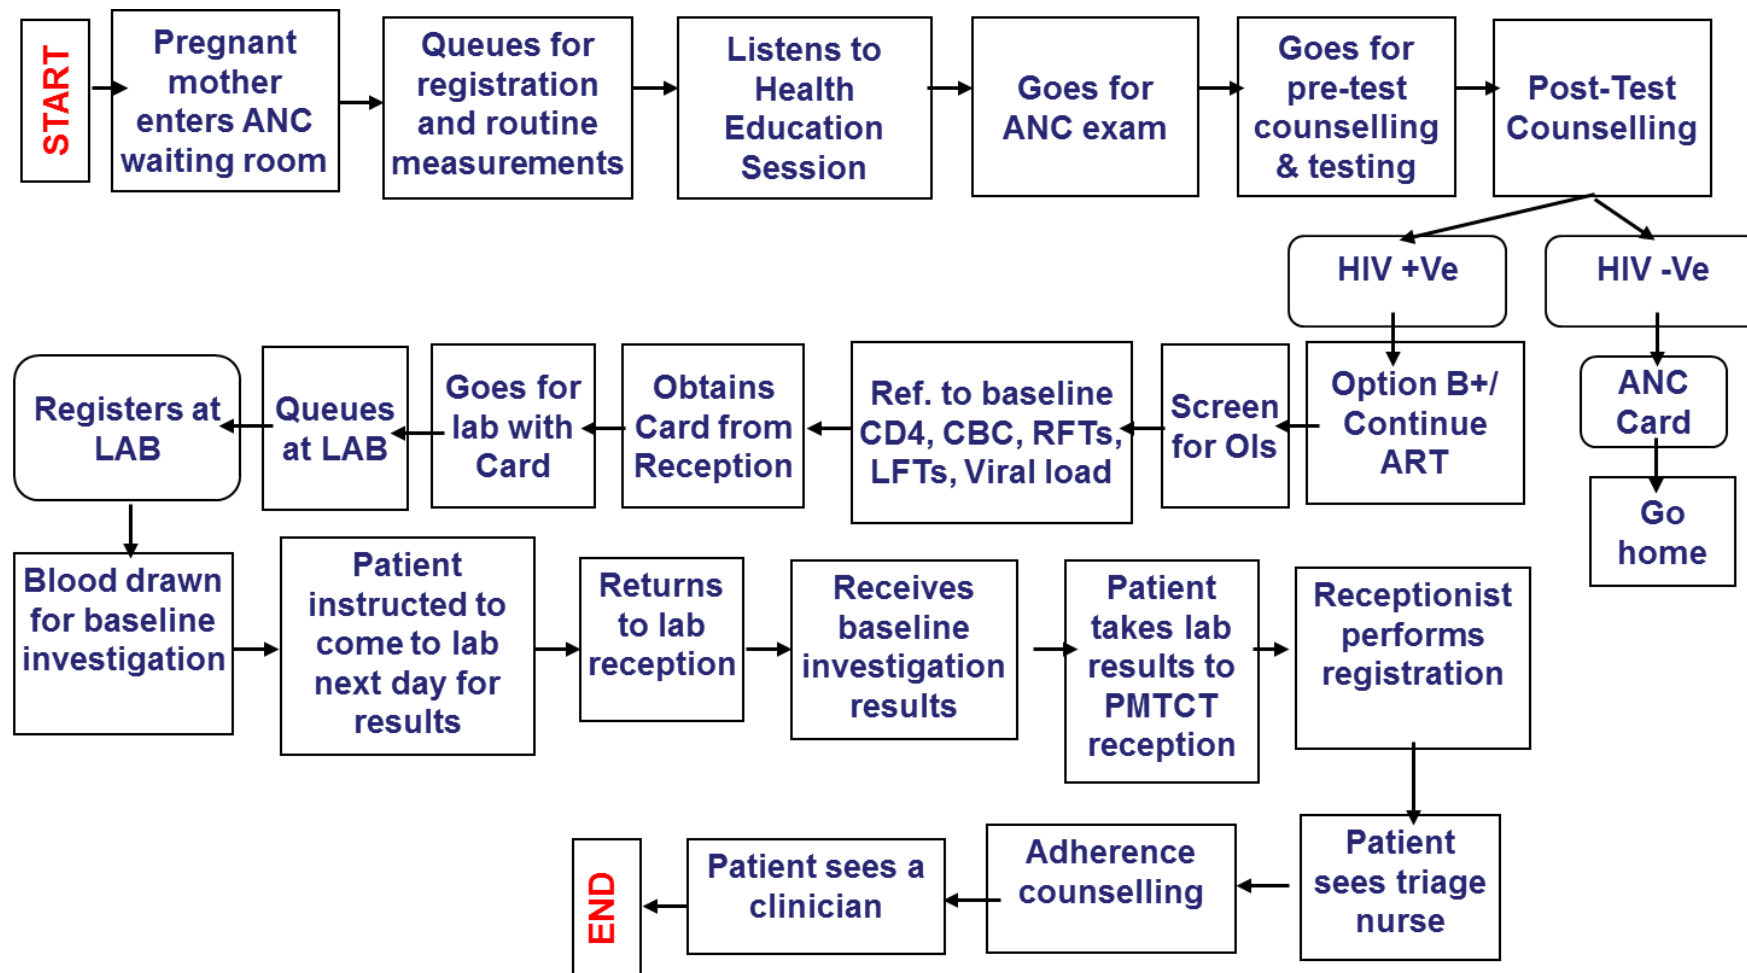 START
Pregnant
mother
enters ANC
waiting room
Queues for
registration
and routine
measurements
Listens to
Health
Education
Session
Goes for
ANC exam
Goes for
pre-test
counselling
& testing
Post-Test
Counselling
HIV +Ve
HIV -Ve
Option B+/
Continue
ART
ANC
Card
Go
home
Screen
for OIs
Ref. to baseline
CD4, CBC, RFTs,
LFTs, Viral load
Obtains
Card from
Reception
Goes for
lab with
Card
Queues
at LAB
Registers at
LAB
Blood drawn
for baseline
investigation
Patient
instructed to
come to lab
next day for
results
Returns
to lab
reception
Receives
baseline
investigation
results
Patient
takes lab
results to
PMTCT
reception
Receptionist
performs
registration
Patient
sees triage
nurse
Adherence
counselling
Patient sees a
clinician
END